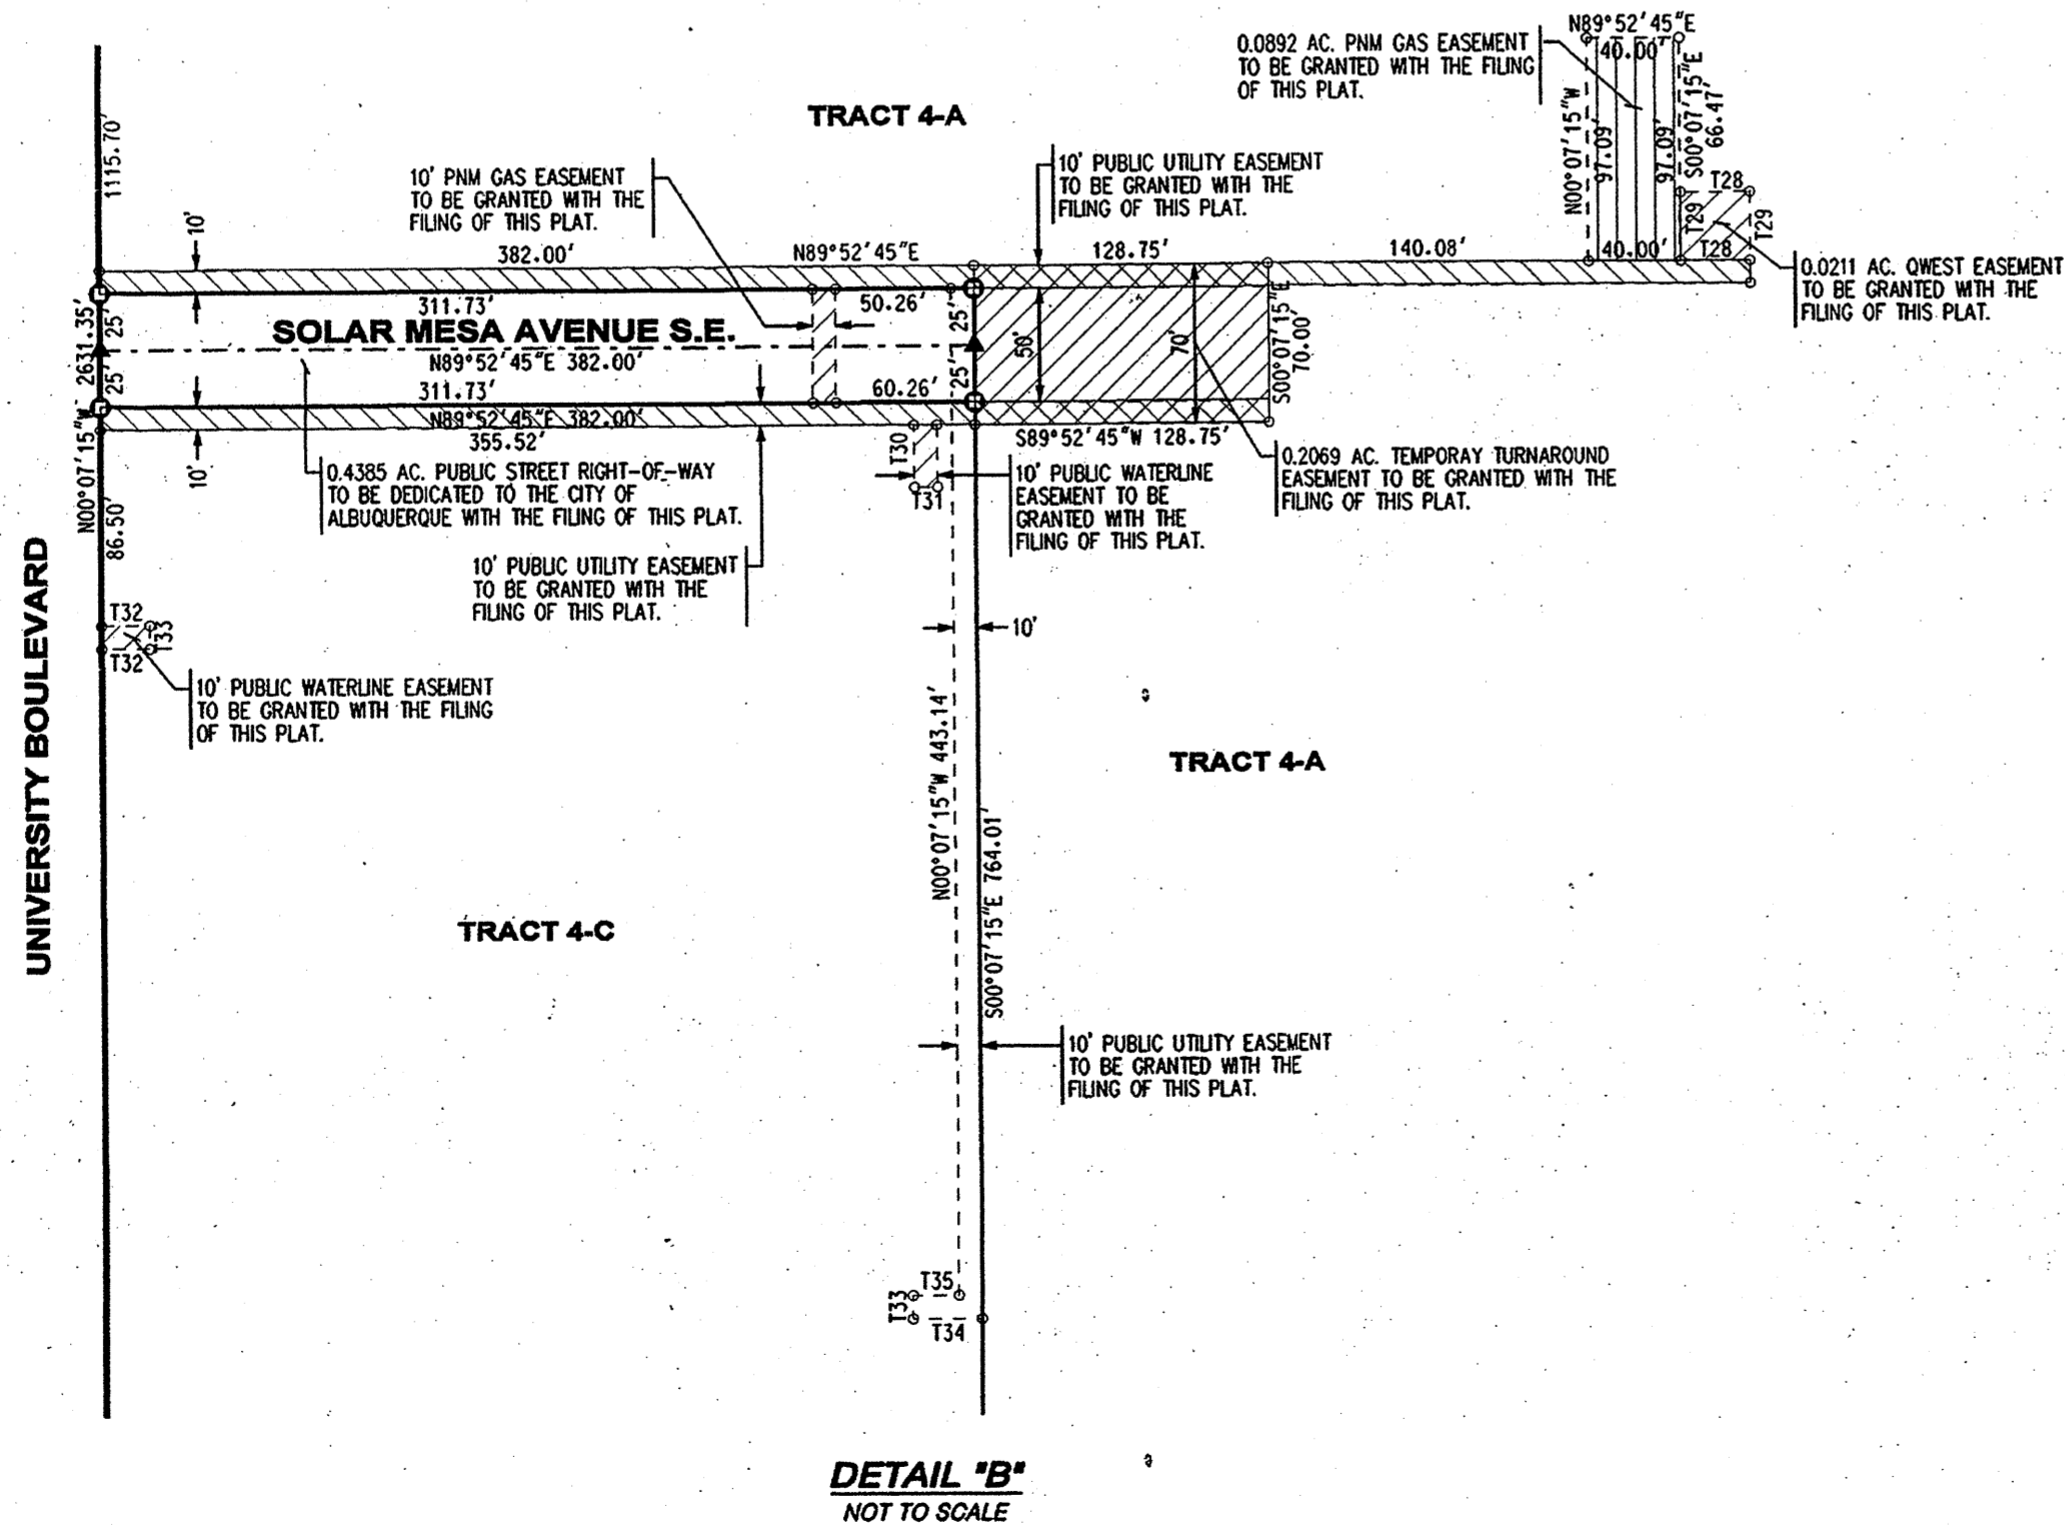 N89°52'45"E
40.00'
0.0892 AC. PNM GAS EASEMENT
TO BE GRANTED WITH THE FILING
OF THIS PLAT.
N00°07'15"W
97.09'
97.09'
S00°07'15"E
66.47'
TRACT 4-A
1115.70'
10' PNM GAS EASEMENT
TO BE GRANTED WITH THE
FILING OF THIS PLAT.
10' PUBLIC UTILITY EASEMENT
TO BE GRANTED WITH THE
FILING OF THIS PLAT.
T28
T29
T29
T28
10'
382.00'
N89°52'45"E
128.75'
140.08'
40.00'
0.0211 AC. QWEST EASEMENT
TO BE GRANTED WITH THE
FILING OF THIS PLAT.
311.73'
50.26'
25'
25'
SOLAR MESA AVENUE S.E.
N89°52'45"E 382.00'
25'
25'
50'
70'
S00°07'15"E
70.00'
311.73'
60.26'
N89°52'45"E 382.00'
355.52'
S89°52'45"W 128.75'
N00°07'15"W 2631.35'
10'
86.50'
0.4385 AC. PUBLIC STREET RIGHT-OF-WAY
TO BE DEDICATED TO THE CITY OF
ALBUQUERQUE WITH THE FILING OF THIS PLAT.
T30
T31
10' PUBLIC WATERLINE
EASEMENT TO BE
GRANTED WITH THE
FILING OF THIS PLAT.
0.2069 AC. TEMPORAY TURNAROUND
EASEMENT TO BE GRANTED WITH THE
FILING OF THIS PLAT.
10' PUBLIC UTILITY EASEMENT
TO BE GRANTED WITH THE
FILING OF THIS PLAT.
T32
T33
T32
10'
10' PUBLIC WATERLINE EASEMENT
TO BE GRANTED WITH THE FILING
OF THIS PLAT.
UNIVERSITY BOULEVARD
N00°07'15"W 443.14'
S00°07'15"E 764.01'
TRACT 4-A
TRACT 4-C
10' PUBLIC UTILITY EASEMENT
TO BE GRANTED WITH THE
FILING OF THIS PLAT.
T35
T33
T34
DETAIL "B"
NOT TO SCALE